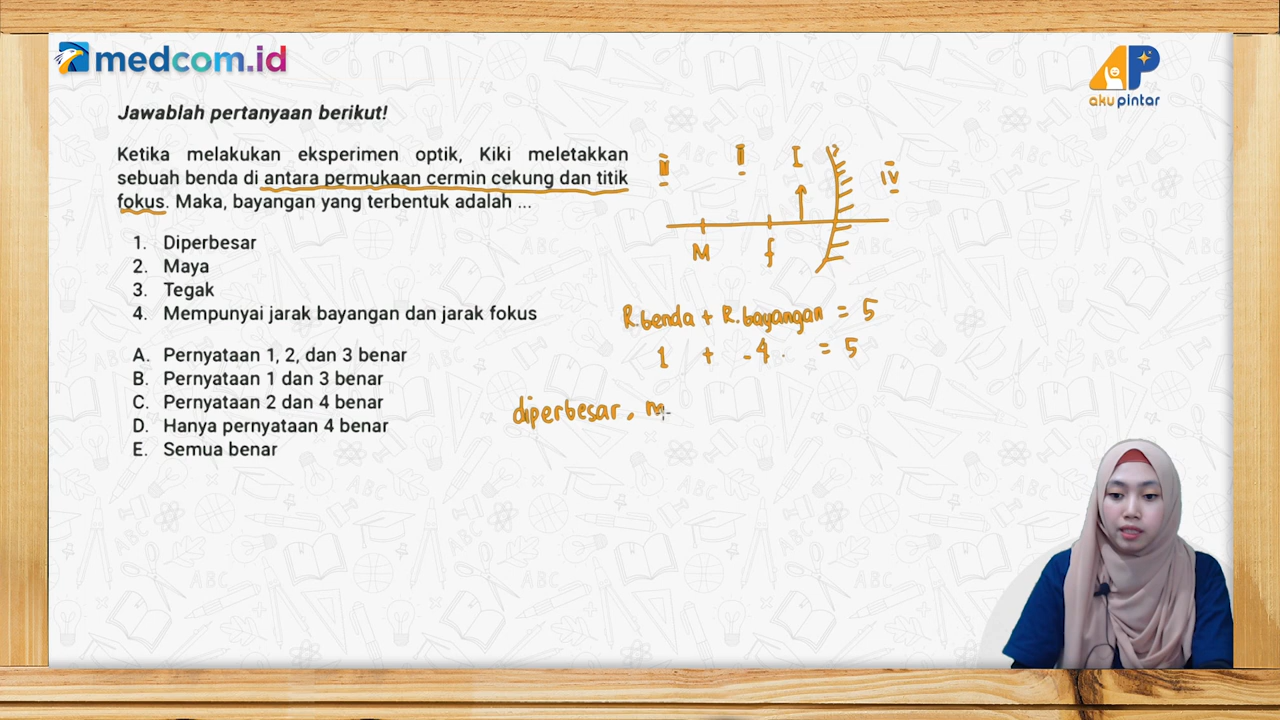 medcom.id
aku pintar
Jawablah pertanyaan berikut!
Ketika melakukan eksperimen optik, Kiki meletakkan
sebuah benda di antara permukaan cermin cekung dan titik
fokus. Maka, bayangan yang terbentuk adalah ...
1. Diperbesar
2. Maya
3. Tegak
4. Mempunyai jarak bayangan dan jarak fokus
A. Pernyataan 1, 2, dan 3 benar
B. Pernyataan 1 dan 3 benar
C. Pernyataan 2 dan 4 benar
D. Hanya pernyataan 4 benar
E. Semua benar
III II I IV
M f
R.benda + R.bayangan = 5
1 + -4 = 5
diperbesar, m